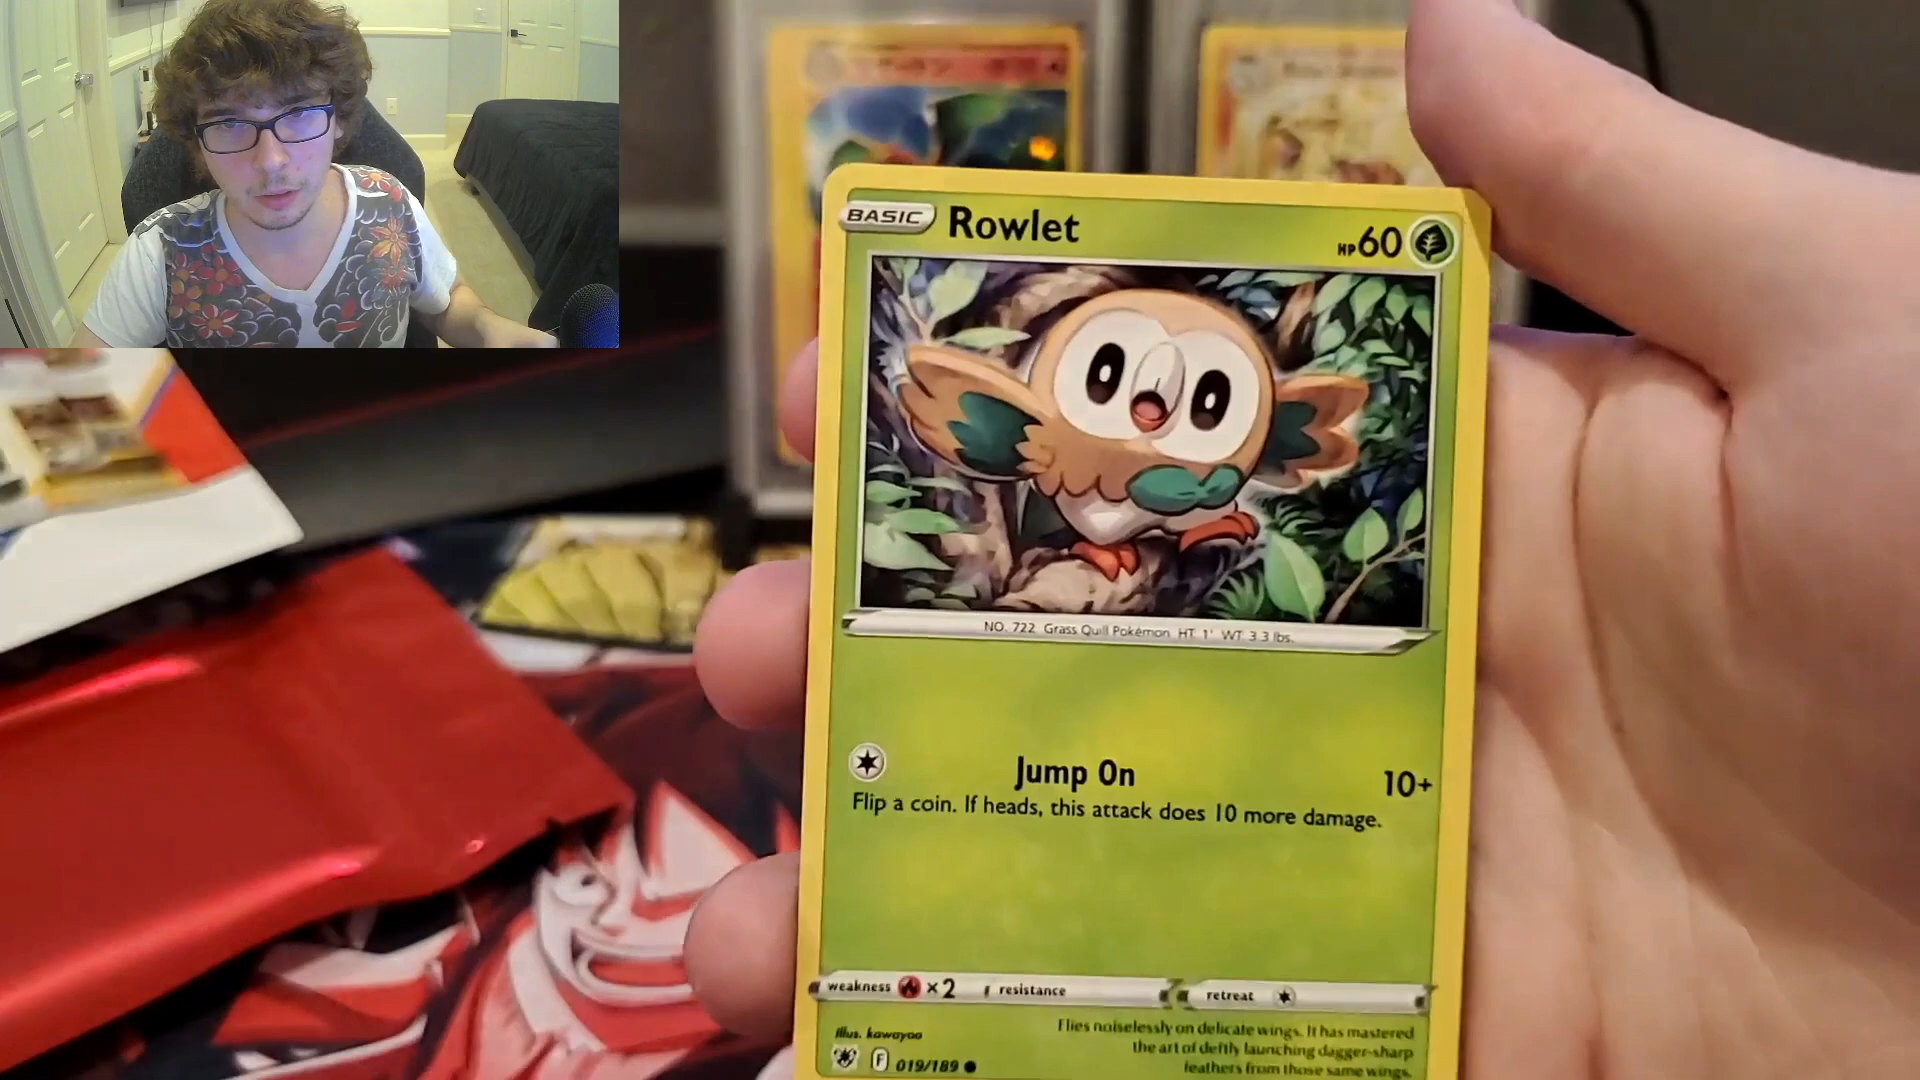 BASIC Rowlet HP 60
NO. 722 Grass Quill Pokémon HT 1' WT 3.3 lbs.
Jump On 10+
Flip a coin. If heads, this attack does 10 more damage.
weakness ×2 resistance retreat
Illus. kawayoo
F 019/189
Flies noiselessly on delicate wings. It has mastered
the art of deftly launching dagger-sharp
feathers from those same wings.